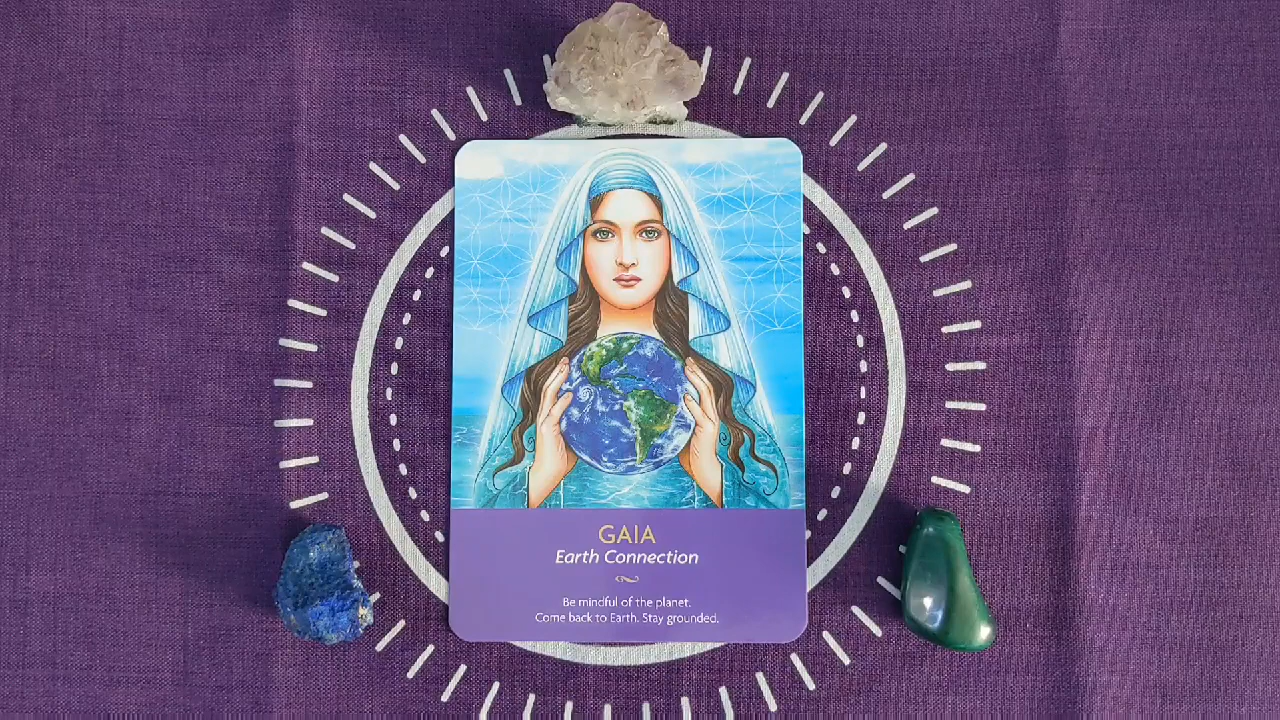 GAIA
Earth Connection
Be mindful of the planet.
Come back to Earth. Stay grounded.